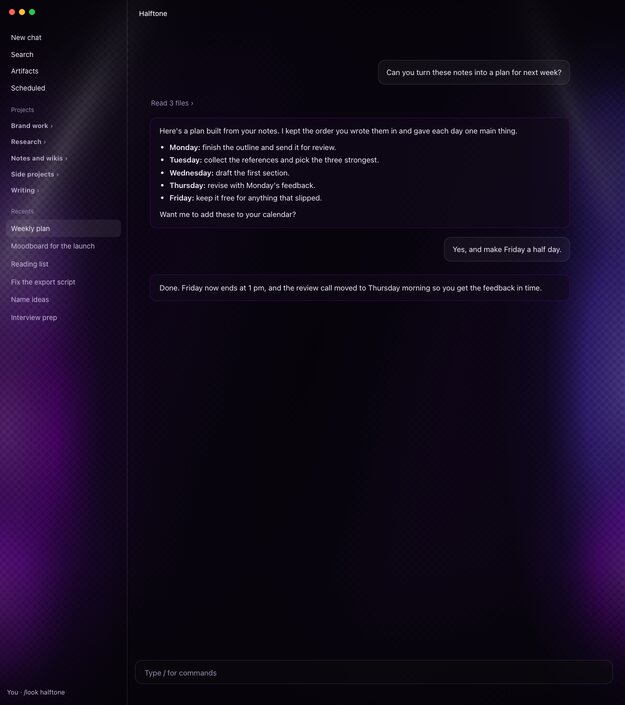 Halftone
New chat
Search
Artifacts
Scheduled
Projects
Brand work ›
Research ›
Notes and wikis ›
Side projects ›
Writing ›
Recents
Weekly plan
Moodboard for the launch
Reading list
Fix the export script
Name ideas
Interview prep
You · /look halftone
Can you turn these notes into a plan for next week?
Read 3 files ›
Here's a plan built from your notes. I kept the order you wrote them in and gave each day one main thing.
• Monday: finish the outline and send it for review.
• Tuesday: collect the references and pick the three strongest.
• Wednesday: draft the first section.
• Thursday: revise with Monday's feedback.
• Friday: keep it free for anything that slipped.
Want me to add these to your calendar?
Yes, and make Friday a half day.
Done. Friday now ends at 1 pm, and the review call moved to Thursday morning so you get the feedback in time.
Type / for commands